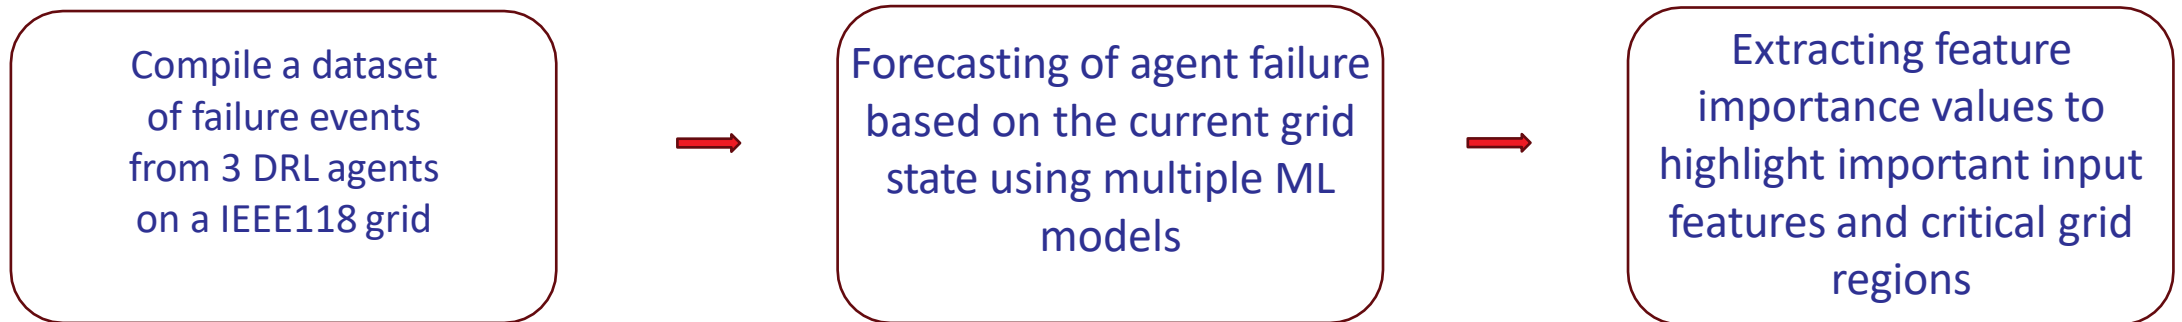 Compile a dataset
of failure events
from 3 DRL agents
on a IEEE118 grid
Forecasting of agent failure
based on the current grid
state using multiple ML
models
Extracting feature
importance values to
highlight important input
features and critical grid
regions